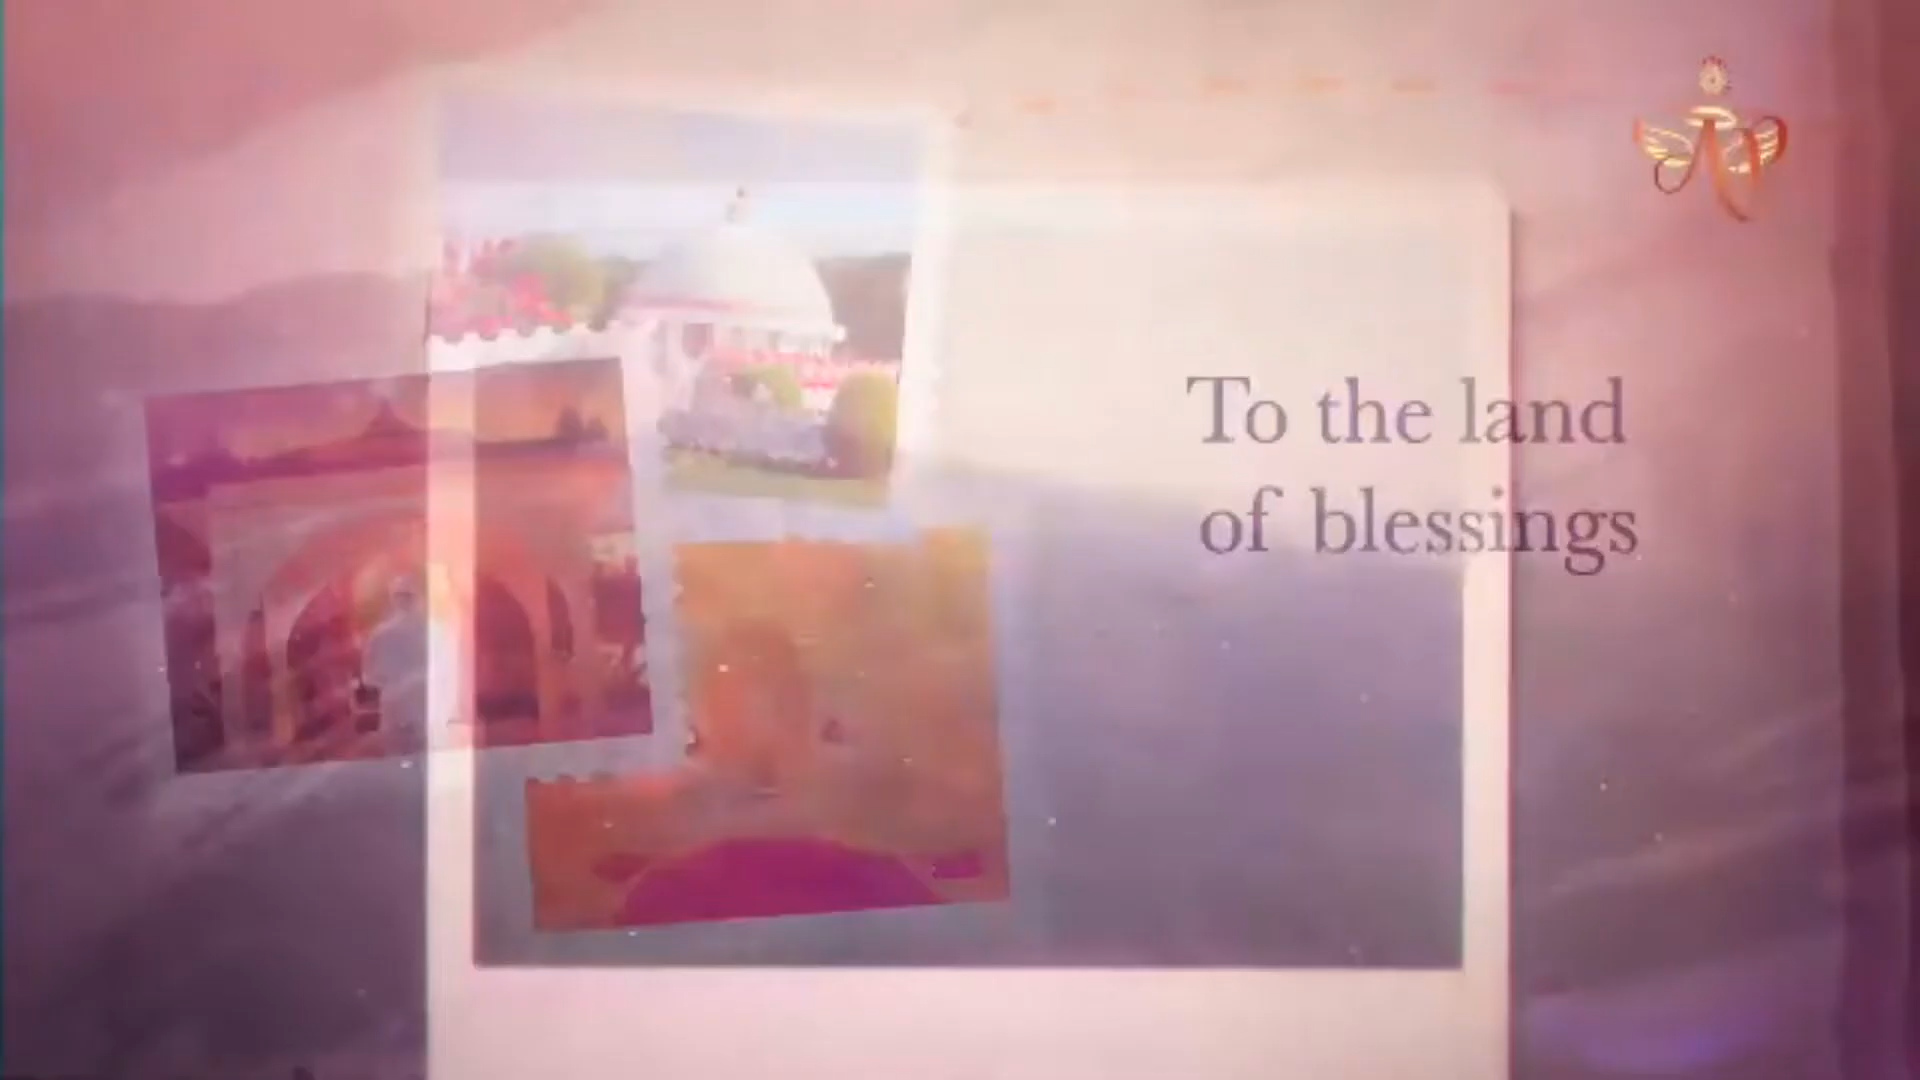 To the land
of blessings